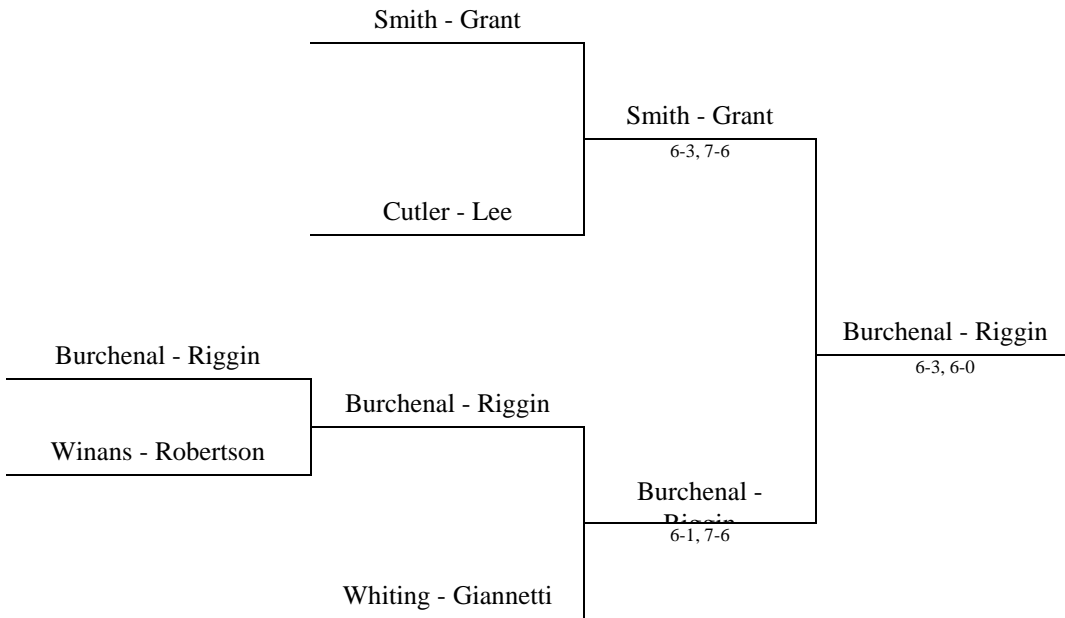 Smith - Grant
Smith - Grant
6-3, 7-6
Cutler - Lee
Burchenal - Riggin
6-3, 6-0
Burchenal - Riggin
Burchenal - Riggin
Winans - Robertson
Burchenal -
Riggin
6-1, 7-6
Whiting - Giannetti